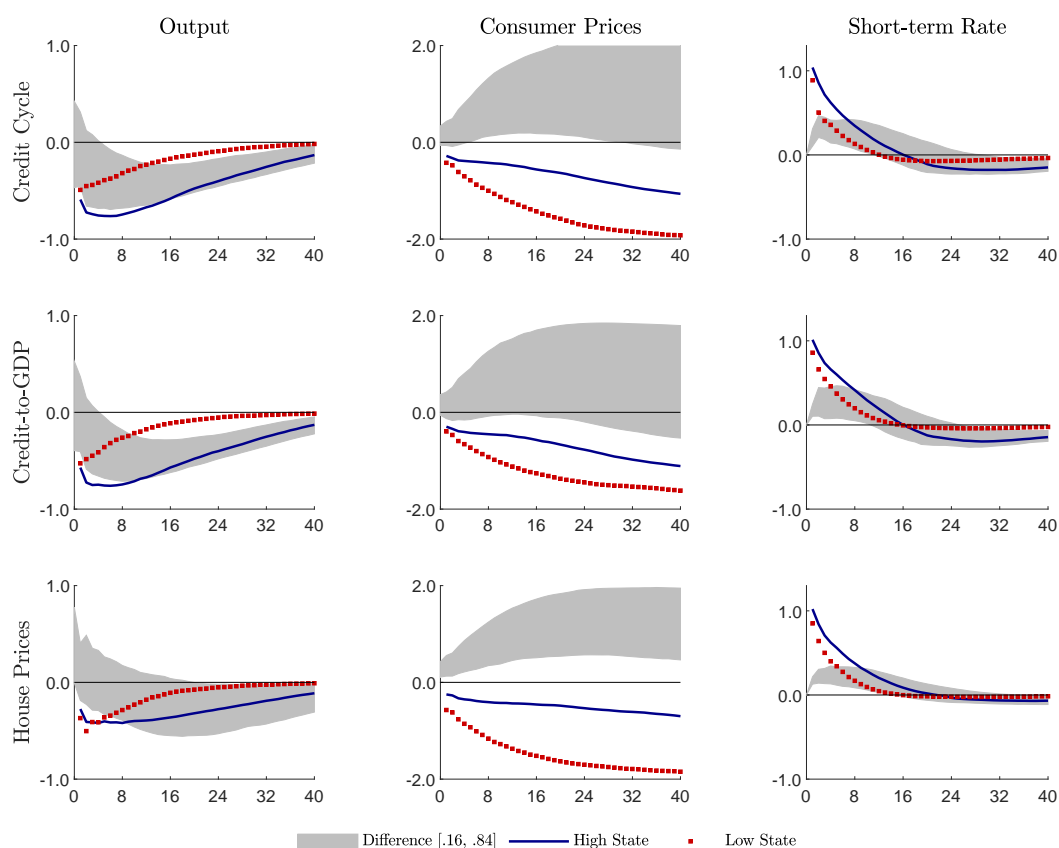 Output Consumer Prices Short-term Rate
Credit Cycle
1.0 0.0 -1.0
0 8 16 24 32 40
2.0 0.0 -2.0
0 8 16 24 32 40
1.0 0 -1.0
0 8 16 24 32 40
Credit-to-GDP
1.0 0.0 -1.0
0 8 16 24 32 40
2.0 0.0 -2.0
0 8 16 24 32 40
1.0 0.0 -1.0
0 8 16 24 32 40
House Prices
1.0 0.0 -1.0
0 8 16 24 32 40
2.0 0.0 -2.0
0 8 16 24 32 40
1.0 0.0 -1.0
0 8 16 24 32 40
Difference [.16, .84] High State Low State